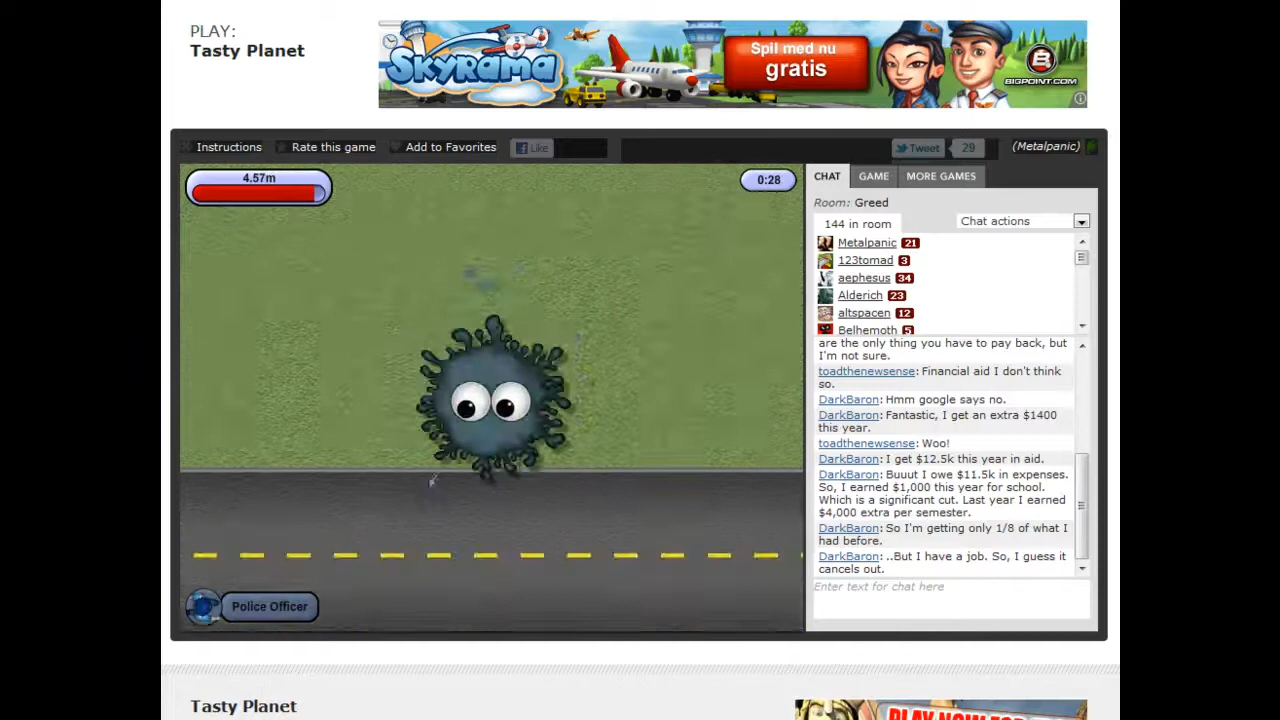 PLAY:
Tasty Planet
SKYRAMA
Spil med nu
gratis
B
BIGPOINT.COM
Instructions
Rate this game
Add to Favorites
Like
Tweet
29
(Metalpanic)
4.57m
0:28
Police Officer
CHAT
GAME
MORE GAMES
Room: Greed
144 in room
Chat actions
Metalpanic 21
123tomad 3
aephesus 34
Alderich 23
altspacen 12
Belhemoth 5
are the only thing you have to pay back, but
I'm not sure.
toadthenewsense: Financial aid I don't think
so.
DarkBaron: Hmm google says no.
DarkBaron: Fantastic, I get an extra $1400
this year.
toadthenewsense: Woo!
DarkBaron: I get $12.5k this year in aid.
DarkBaron: Buuut I owe $11.5k in expenses.
So, I earned $1,000 this year for school.
Which is a significant cut. Last year I earned
$4,000 extra per semester.
DarkBaron: So I'm getting only 1/8 of what I
had before.
DarkBaron: ..But I have a job. So, I guess it
cancels out.
Enter text for chat here
Tasty Planet
PLAY NOW FOR